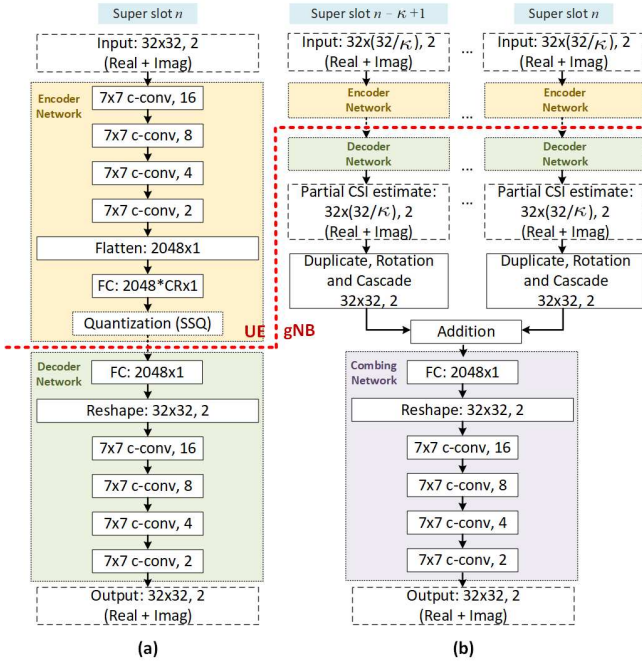 Super slot n
Input: 32x32, 2
(Real + Imag)
Encoder
Network
7x7 c-conv, 16
7x7 c-conv, 8
7x7 c-conv, 4
7x7 c-conv, 2
Flatten: 2048x1
FC: 2048*CRx1
Quantization (SSQ)
UE
gNB
Decoder
Network
FC: 2048x1
Reshape: 32x32, 2
7x7 c-conv, 16
7x7 c-conv, 8
7x7 c-conv, 4
7x7 c-conv, 2
Output: 32x32, 2
(Real + Imag)
(a)
Super slot n − κ +1
Super slot n
Input: 32x(32/κ), 2
(Real + Imag)
...
Input: 32x(32/κ), 2
(Real + Imag)
Encoder
Network
...
Encoder
Network
Decoder
Network
...
Decoder
Network
Partial CSI estimate:
32x(32/κ), 2
(Real + Imag)
...
Partial CSI estimate:
32x(32/κ), 2
(Real + Imag)
Duplicate, Rotation
and Cascade
32x32, 2
Duplicate, Rotation
and Cascade
32x32, 2
Addition
Combing
Network
FC: 2048x1
Reshape: 32x32, 2
7x7 c-conv, 16
7x7 c-conv, 8
7x7 c-conv, 4
7x7 c-conv, 2
Output: 32x32, 2
(Real + Imag)
(b)